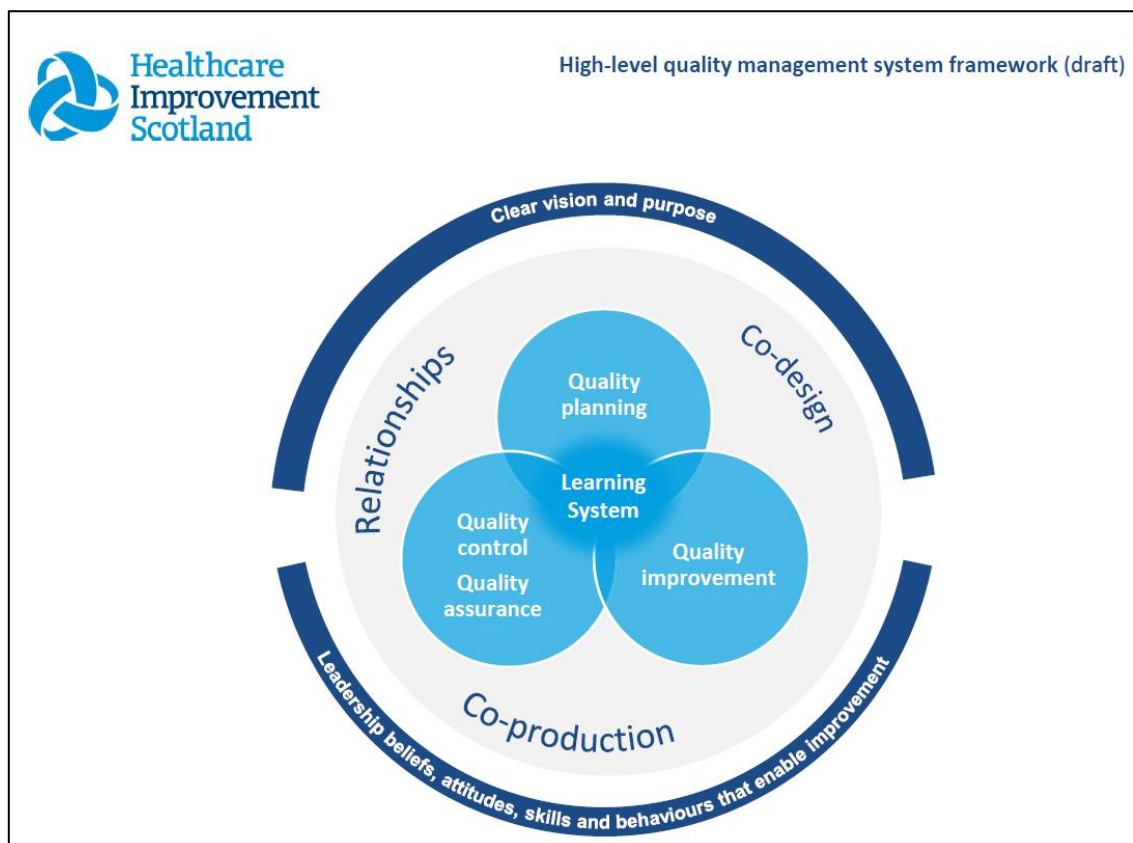 Healthcare
Improvement
Scotland
High-level quality management system framework (draft)
Clear vision and purpose
Relationships
Co-design
Quality
planning
Learning
System
Quality
control
Quality
assurance
Quality
improvement
Co-production
Leadership beliefs, attitudes, skills and behaviours that enable improvement